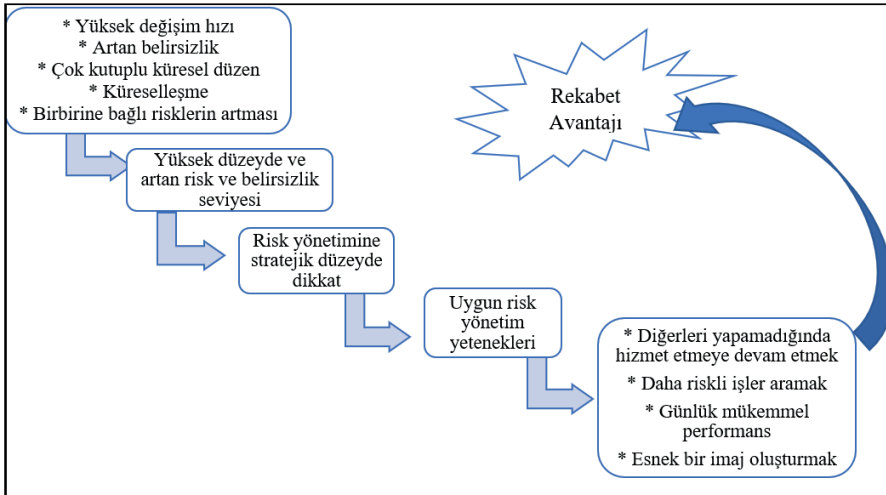 * Yüksek değişim hızı
* Artan belirsizlik
* Çok kutuplu küresel düzen
* Küreselleşme
* Birbirine bağlı risklerin artması
Yüksek düzeyde ve
artan risk ve belirsizlik
seviyesi
Risk yönetimine
stratejik düzeyde
dikkat
Uygun risk
yönetim
yetenekleri
* Diğerleri yapamadığında
hizmet etmeye devam etmek
* Daha riskli işler aramak
* Günlük mükemmel
performans
* Esnek bir imaj oluşturmak
Rekabet
Avantajı